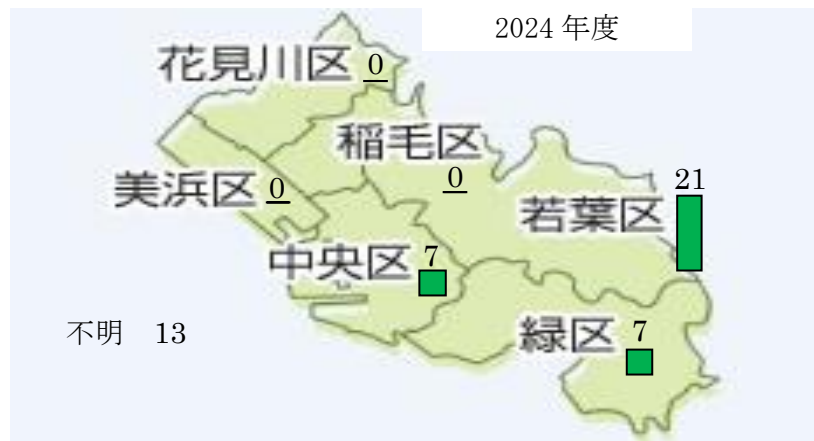 2024 年度
花見川区 0
稲毛区
0
美浜区 0
21
若葉区
中央区 7
不明 13
緑区 7